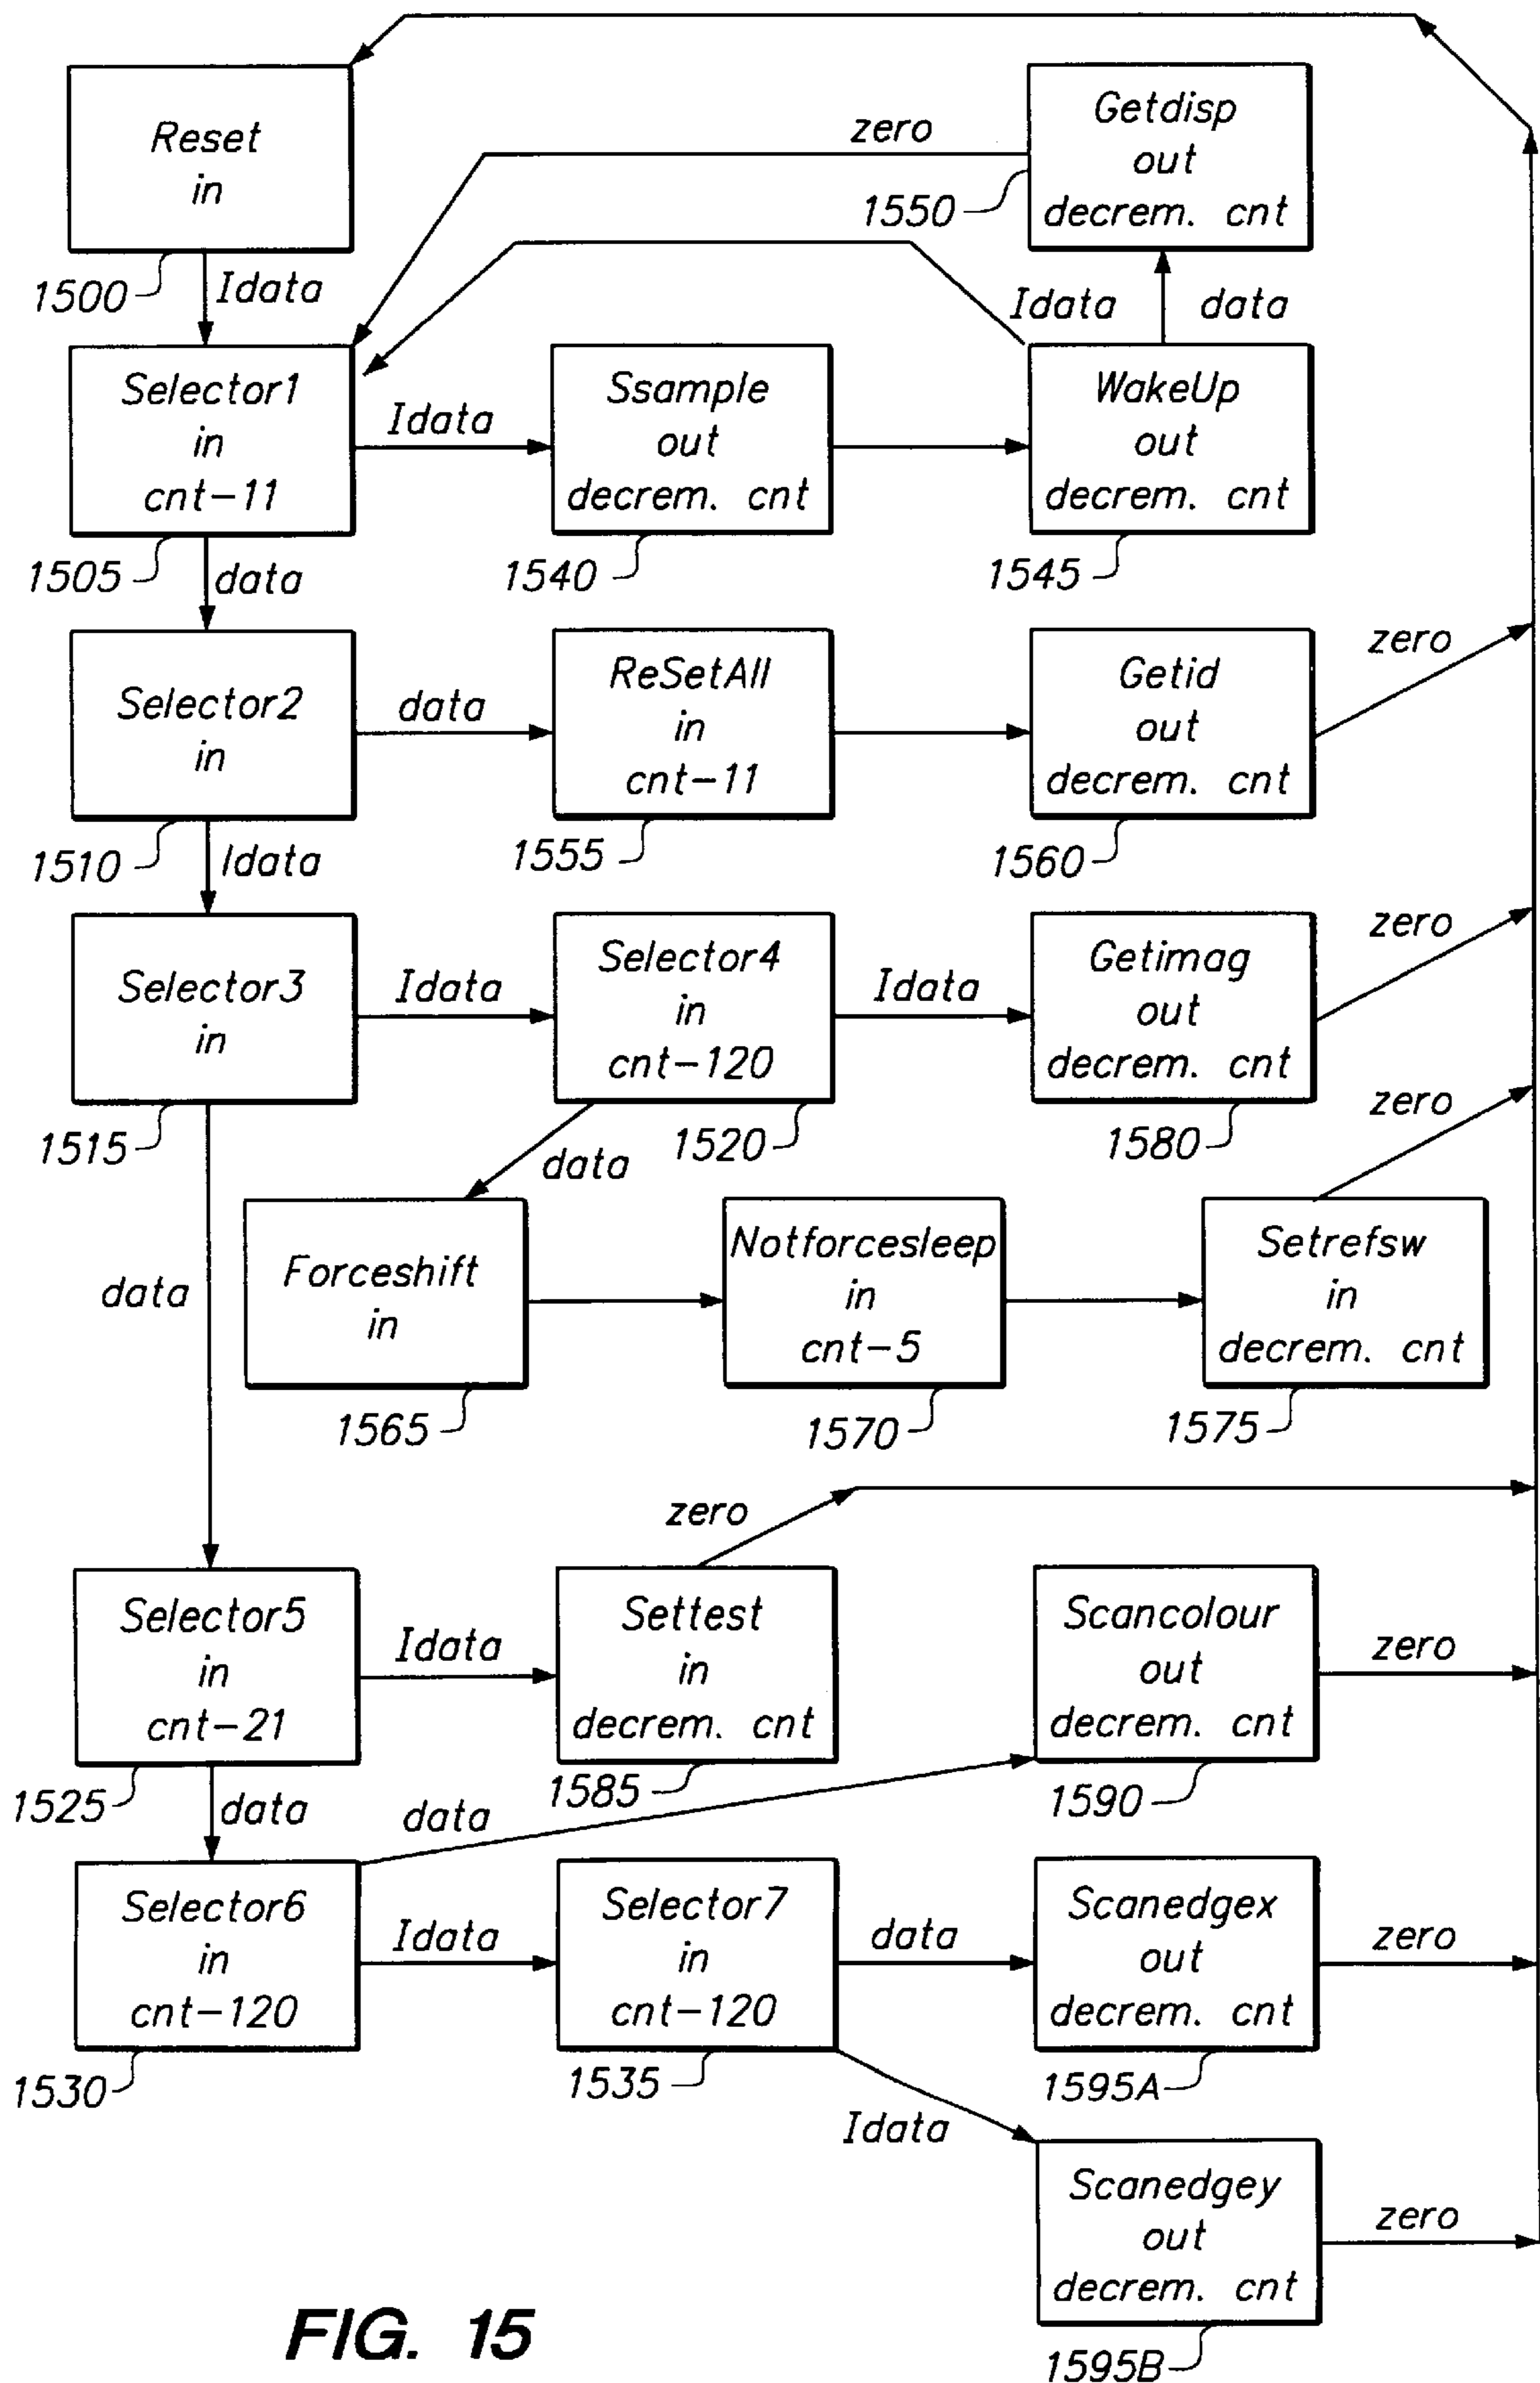 Reset
in
1500
Idata
Getdisp
out
decrem. cnt
1550
zero
Idata
data
Selector1
in
cnt-11
1505
Idata
Ssample
out
decrem. cnt
1540
WakeUp
out
decrem. cnt
1545
data
Selector2
in
1510
data
ReSetAll
in
cnt-11
1555
Getid
out
decrem. cnt
1560
zero
Idata
Selector3
in
1515
Idata
Selector4
in
cnt-120
1520
Idata
Getimag
out
decrem. cnt
1580
zero
data
data
Forceshift
in
1565
Notforcesleep
in
cnt-5
1570
Setrefsw
in
decrem. cnt
1575
zero
Selector5
in
cnt-21
1525
Idata
Settest
in
decrem. cnt
1585
zero
Scancolour
out
decrem. cnt
1590
zero
data
data
Selector6
in
cnt-120
1530
Idata
Selector7
in
cnt-120
1535
data
Scanedgex
out
decrem. cnt
1595A
zero
Idata
Scanedgey
out
decrem. cnt
1595B
zero
FIG. 15